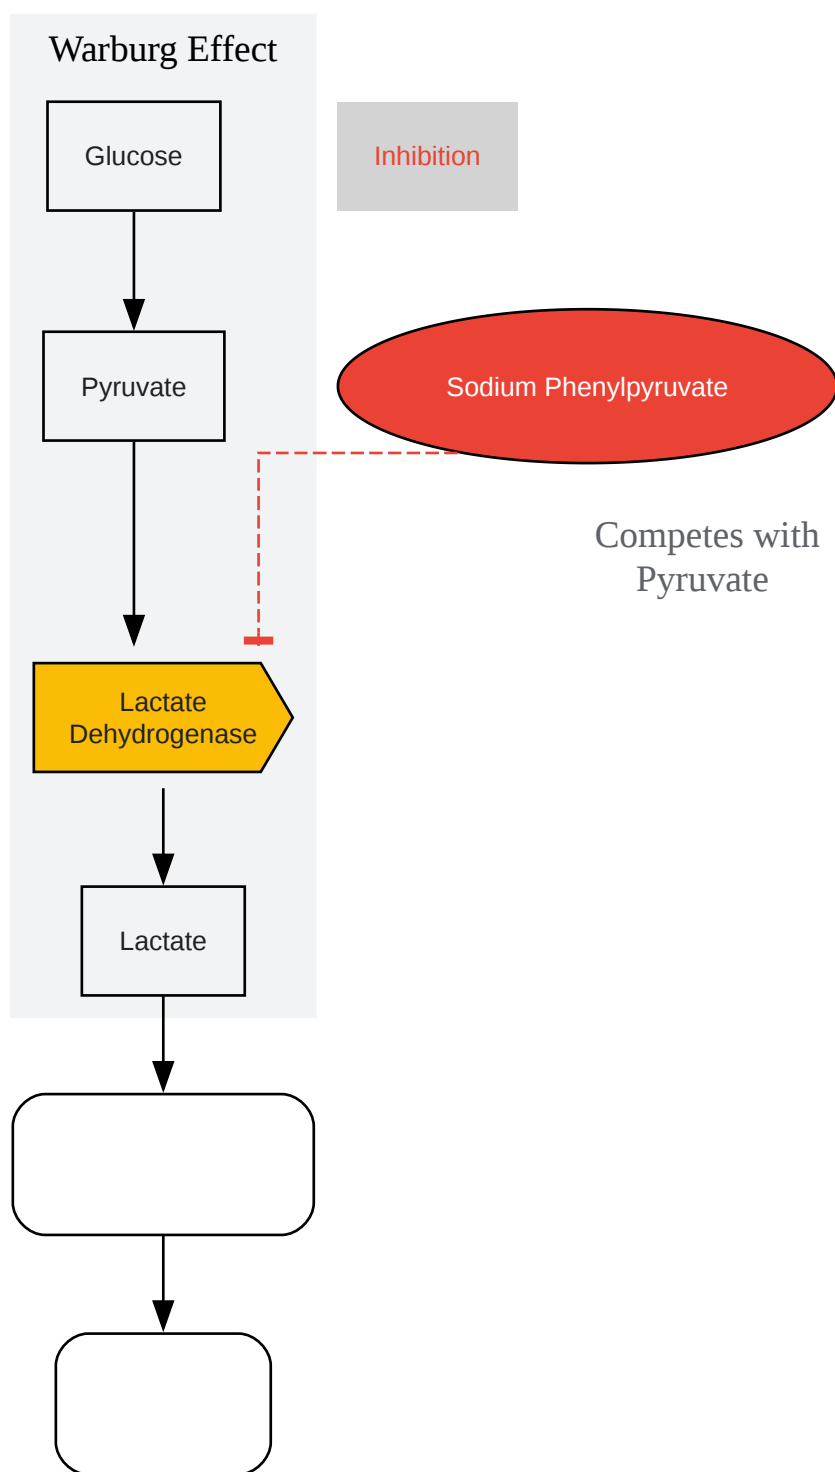 Warburg Effect
Glucose
Inhibition
Pyruvate
Sodium Phenylpyruvate
Competes with
Pyruvate
Lactate
Dehydrogenase
Lactate